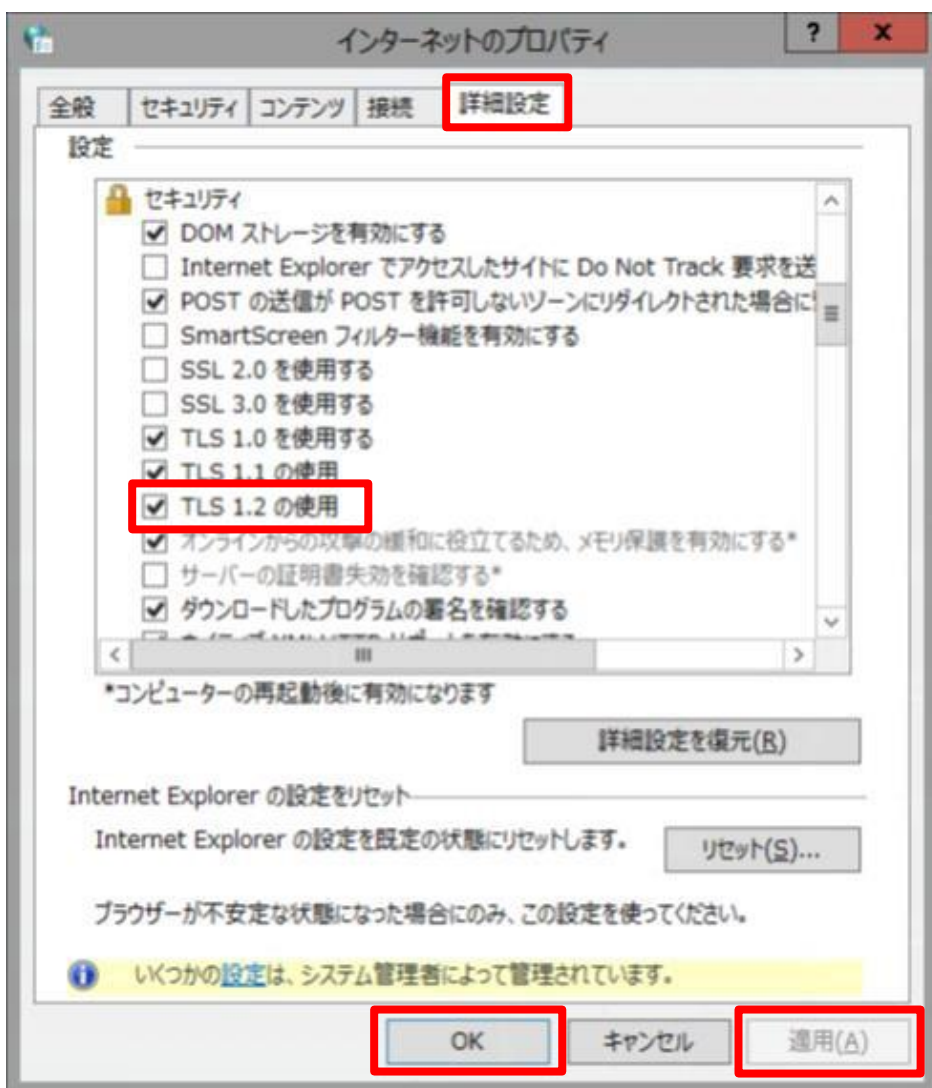 インターネットのプロパティ
? x
全般 セキュリティ コンテンツ 接続 詳細設定
設定
セキュリティ
DOM ストレージを有効にする
Internet Explorer でアクセスしたサイトに Do Not Track 要求を送
POST の送信が POST を許可しないゾーンにリダイレクトされた場合に
SmartScreen フィルター機能を有効にする
SSL 2.0 を使用する
SSL 3.0 を使用する
TLS 1.0 を使用する
TLS 1.1 の使用
TLS 1.2 の使用
オンラインからの攻撃の緩和に役立てるため、メモリ保護を有効にする*
サーバーの証明書失効を確認する*
ダウンロードしたプログラムの署名を確認する
*コンピューターの再起動後に有効になります
詳細設定を復元(R)
Internet Explorer の設定をリセット
Internet Explorer の設定を既定の状態にリセットします。
リセット(S)...
ブラウザーが不安定な状態になった場合にのみ、この設定を使ってください。
いくつかの設定は、システム管理者によって管理されています。
OK キャンセル 適用(A)